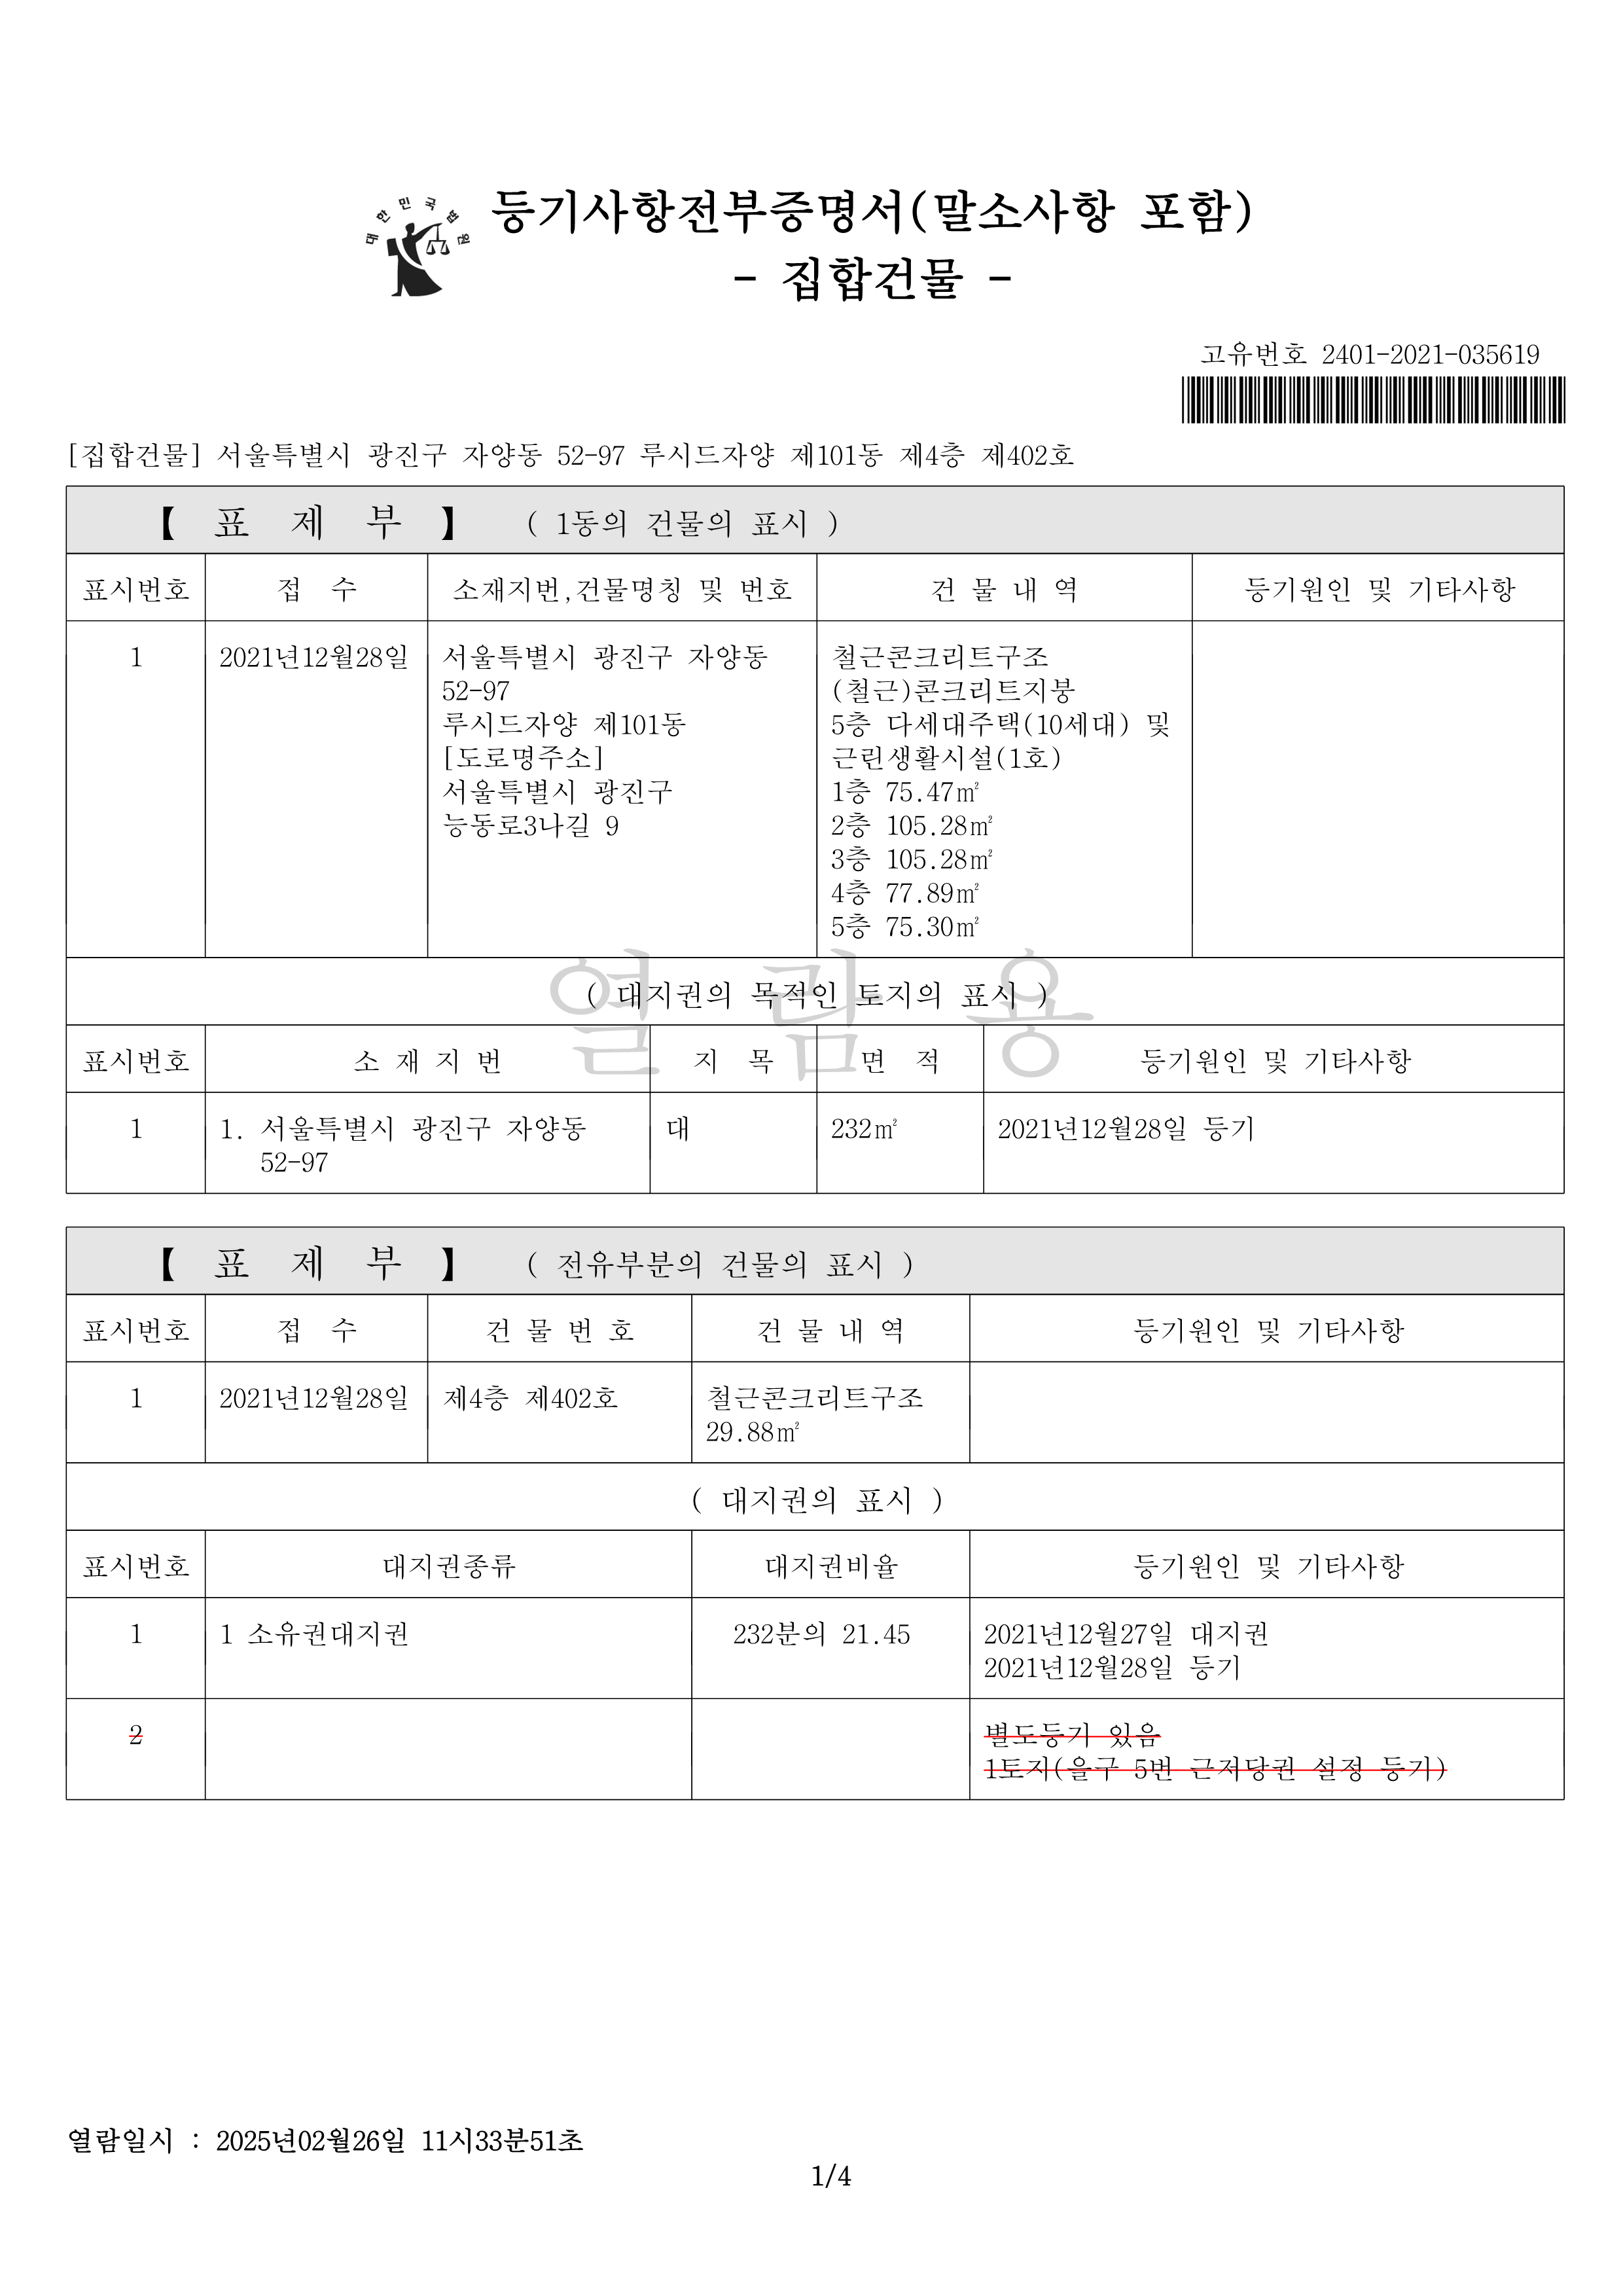 대한민국법원
등기사항전부증명서(말소사항 포함)
- 집합건물 -
고유번호 2401-2021-035619
[집합건물] 서울특별시 광진구 자양동 52-97 루시드자양 제101동 제4층 제402호
【 표 제 부 】 ( 1동의 건물의 표시 )
표시번호 접 수 소재지번,건물명칭 및 번호 건 물 내 역 등기원인 및 기타사항
1 2021년12월28일 서울특별시 광진구 자양동 철근콘크리트구조
52-97 (철근)콘크리트지붕
루시드자양 제101동 5층 다세대주택(10세대) 및
[도로명주소] 근린생활시설(1호)
서울특별시 광진구 1층 75.47㎡
능동로3나길 9 2층 105.28㎡
3층 105.28㎡
4층 77.89㎡
5층 75.30㎡
열 람 용
( 대지권의 목적인 토지의 표시 )
표시번호 소 재 지 번 지 목 면 적 등기원인 및 기타사항
1 1. 서울특별시 광진구 자양동 대 232㎡ 2021년12월28일 등기
52-97
【 표 제 부 】 ( 전유부분의 건물의 표시 )
표시번호 접 수 건 물 번 호 건 물 내 역 등기원인 및 기타사항
1 2021년12월28일 제4층 제402호 철근콘크리트구조
29.88㎡
( 대지권의 표시 )
표시번호 대지권종류 대지권비율 등기원인 및 기타사항
1 1 소유권대지권 232분의 21.45 2021년12월27일 대지권
2021년12월28일 등기
2 별도등기 있음
1토지(을구 5번 근저당권 설정 등기)
열람일시 : 2025년02월26일 11시33분51초
1/4